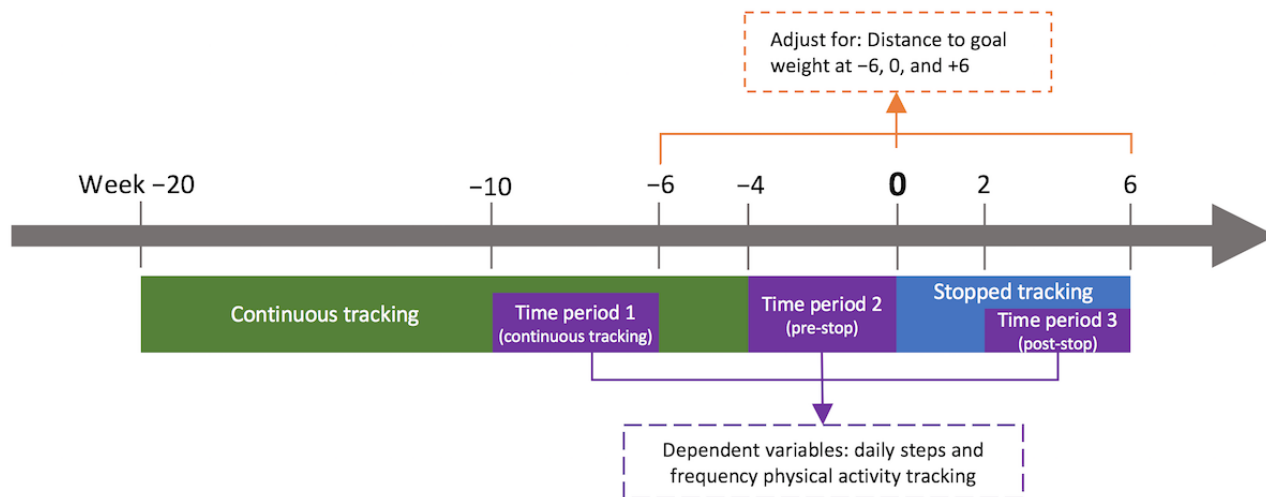 Adjust for: Distance to goal
weight at −6, 0, and +6
Week −20
−10
−6
−4
0
2
6
Continuous tracking
Time period 1
(continuous tracking)
Time period 2
(pre-stop)
Stopped tracking
Time period 3
(post-stop)
Dependent variables: daily steps and
frequency physical activity tracking